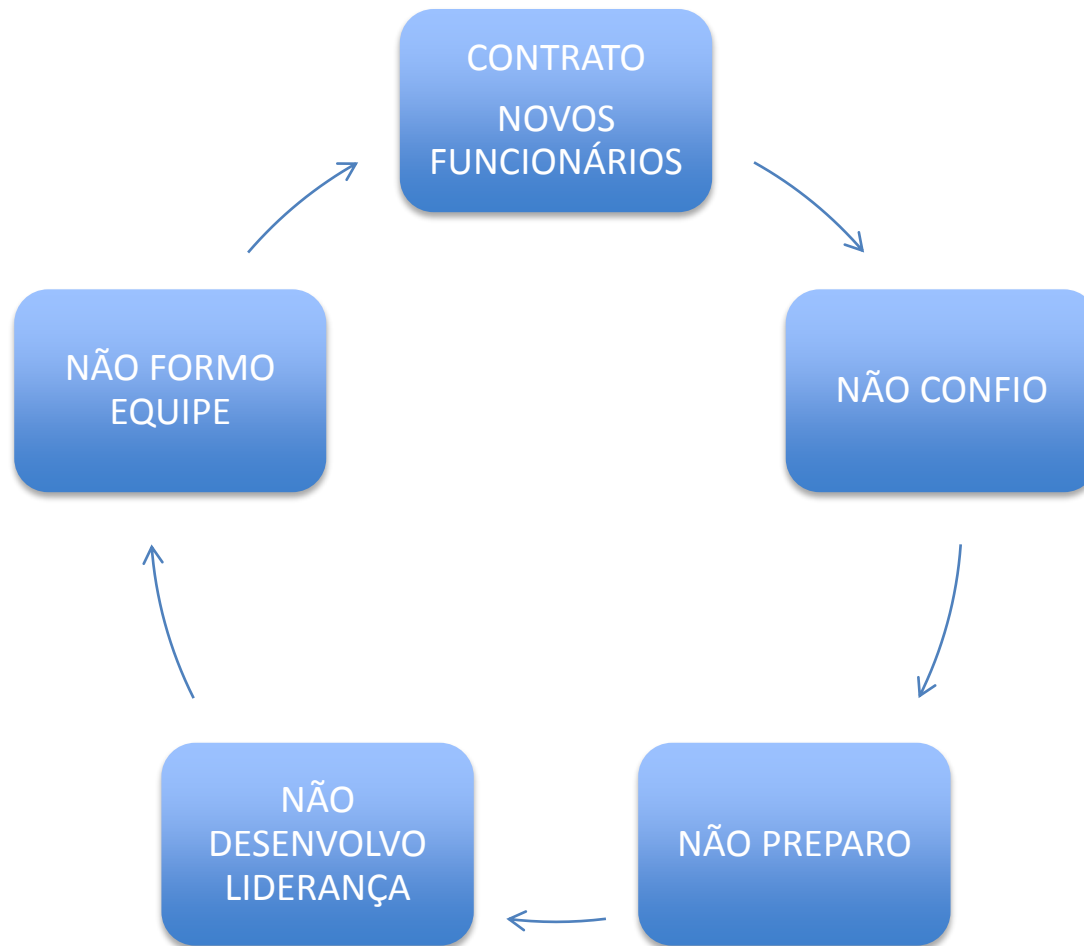 CONTRATO
NOVOS
FUNCIONÁRIOS
NÃO CONFIO
NÃO PREPARO
NÃO
DESENVOLVO
LIDERANÇA
NÃO FORMO
EQUIPE